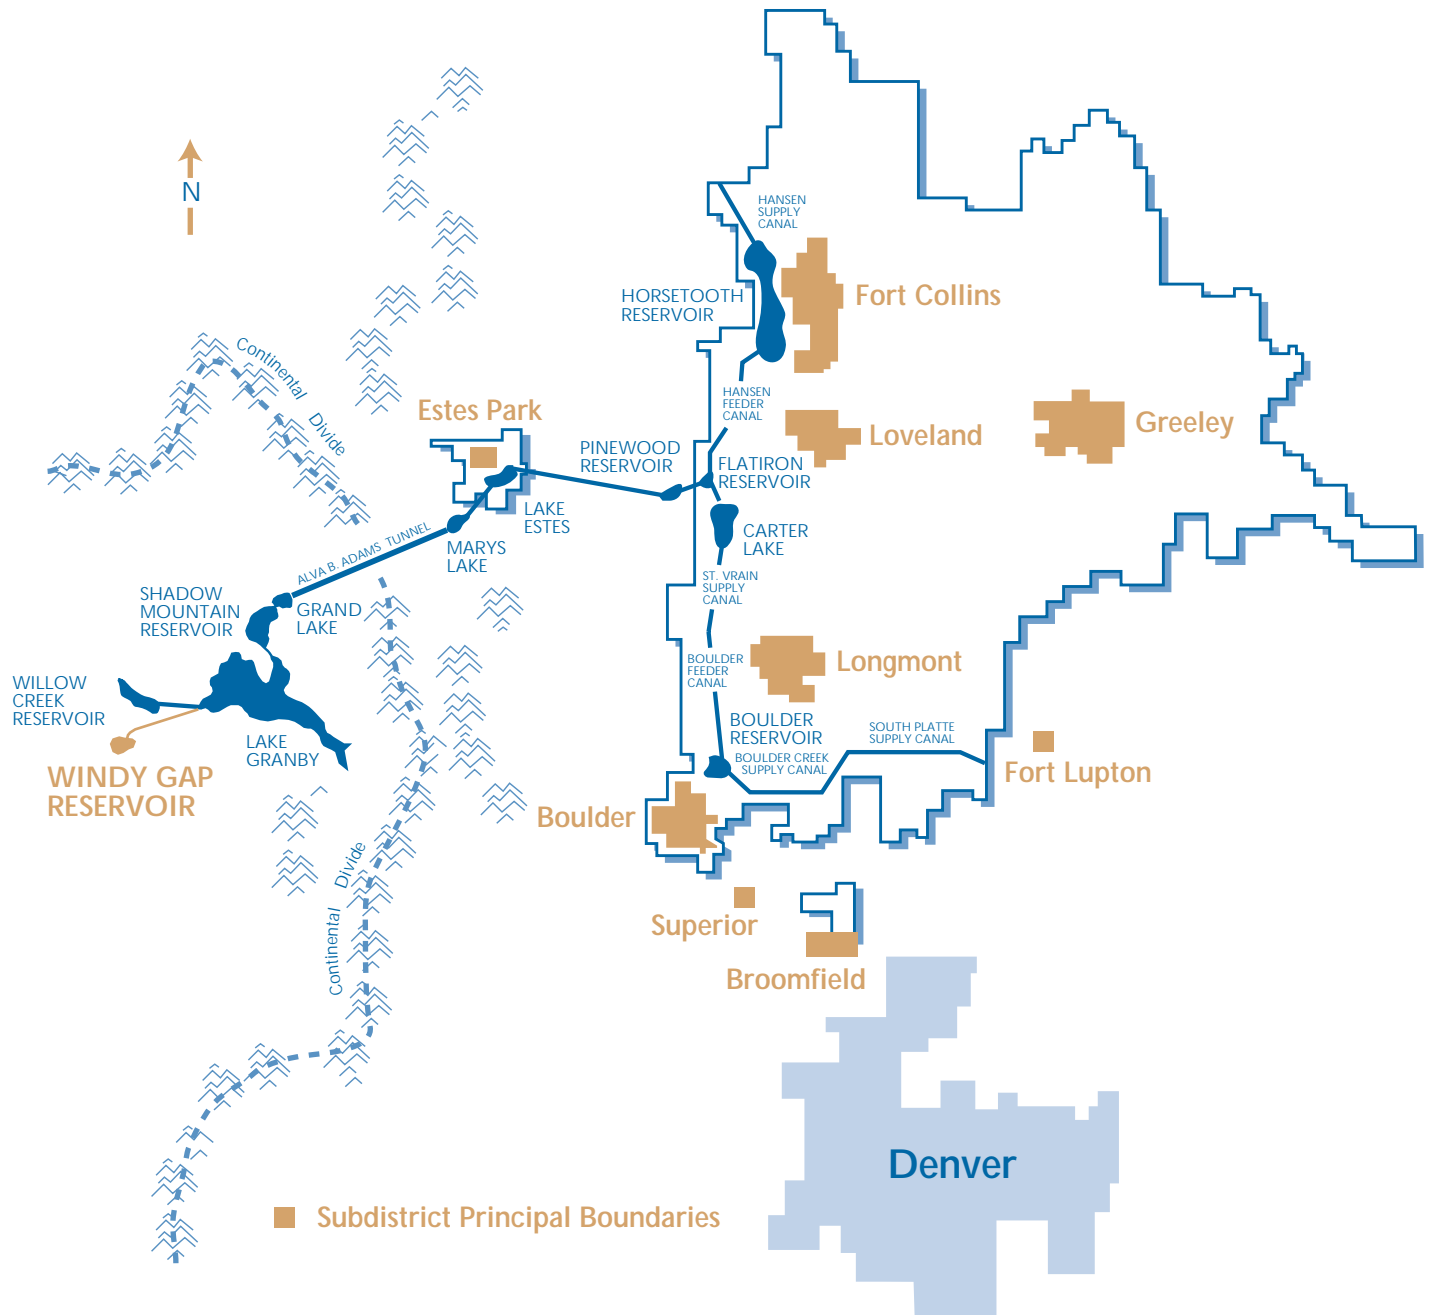 N
HANSEN
SUPPLY
CANAL
HORSETOOTH
RESERVOIR
Fort Collins
Continental Divide
HANSEN
FEEDER
CANAL
Estes Park
Loveland
Greeley
PINEWOOD
RESERVOIR
FLATIRON
RESERVOIR
LAKE
ESTES
CARTER
LAKE
MARYS
LAKE
ALVA B. ADAMS TUNNEL
ST. VRAIN
SUPPLY
CANAL
SHADOW
MOUNTAIN
RESERVOIR
GRAND
LAKE
WILLOW
CREEK
RESERVOIR
BOULDER
FEEDER
CANAL
Longmont
LAKE
GRANBY
WINDY GAP
RESERVOIR
BOULDER
RESERVOIR
BOULDER CREEK
SUPPLY CANAL
SOUTH PLATTE
SUPPLY CANAL
Fort Lupton
Boulder
Continental Divide
Superior
Broomfield
Denver
Subdistrict Principal Boundaries